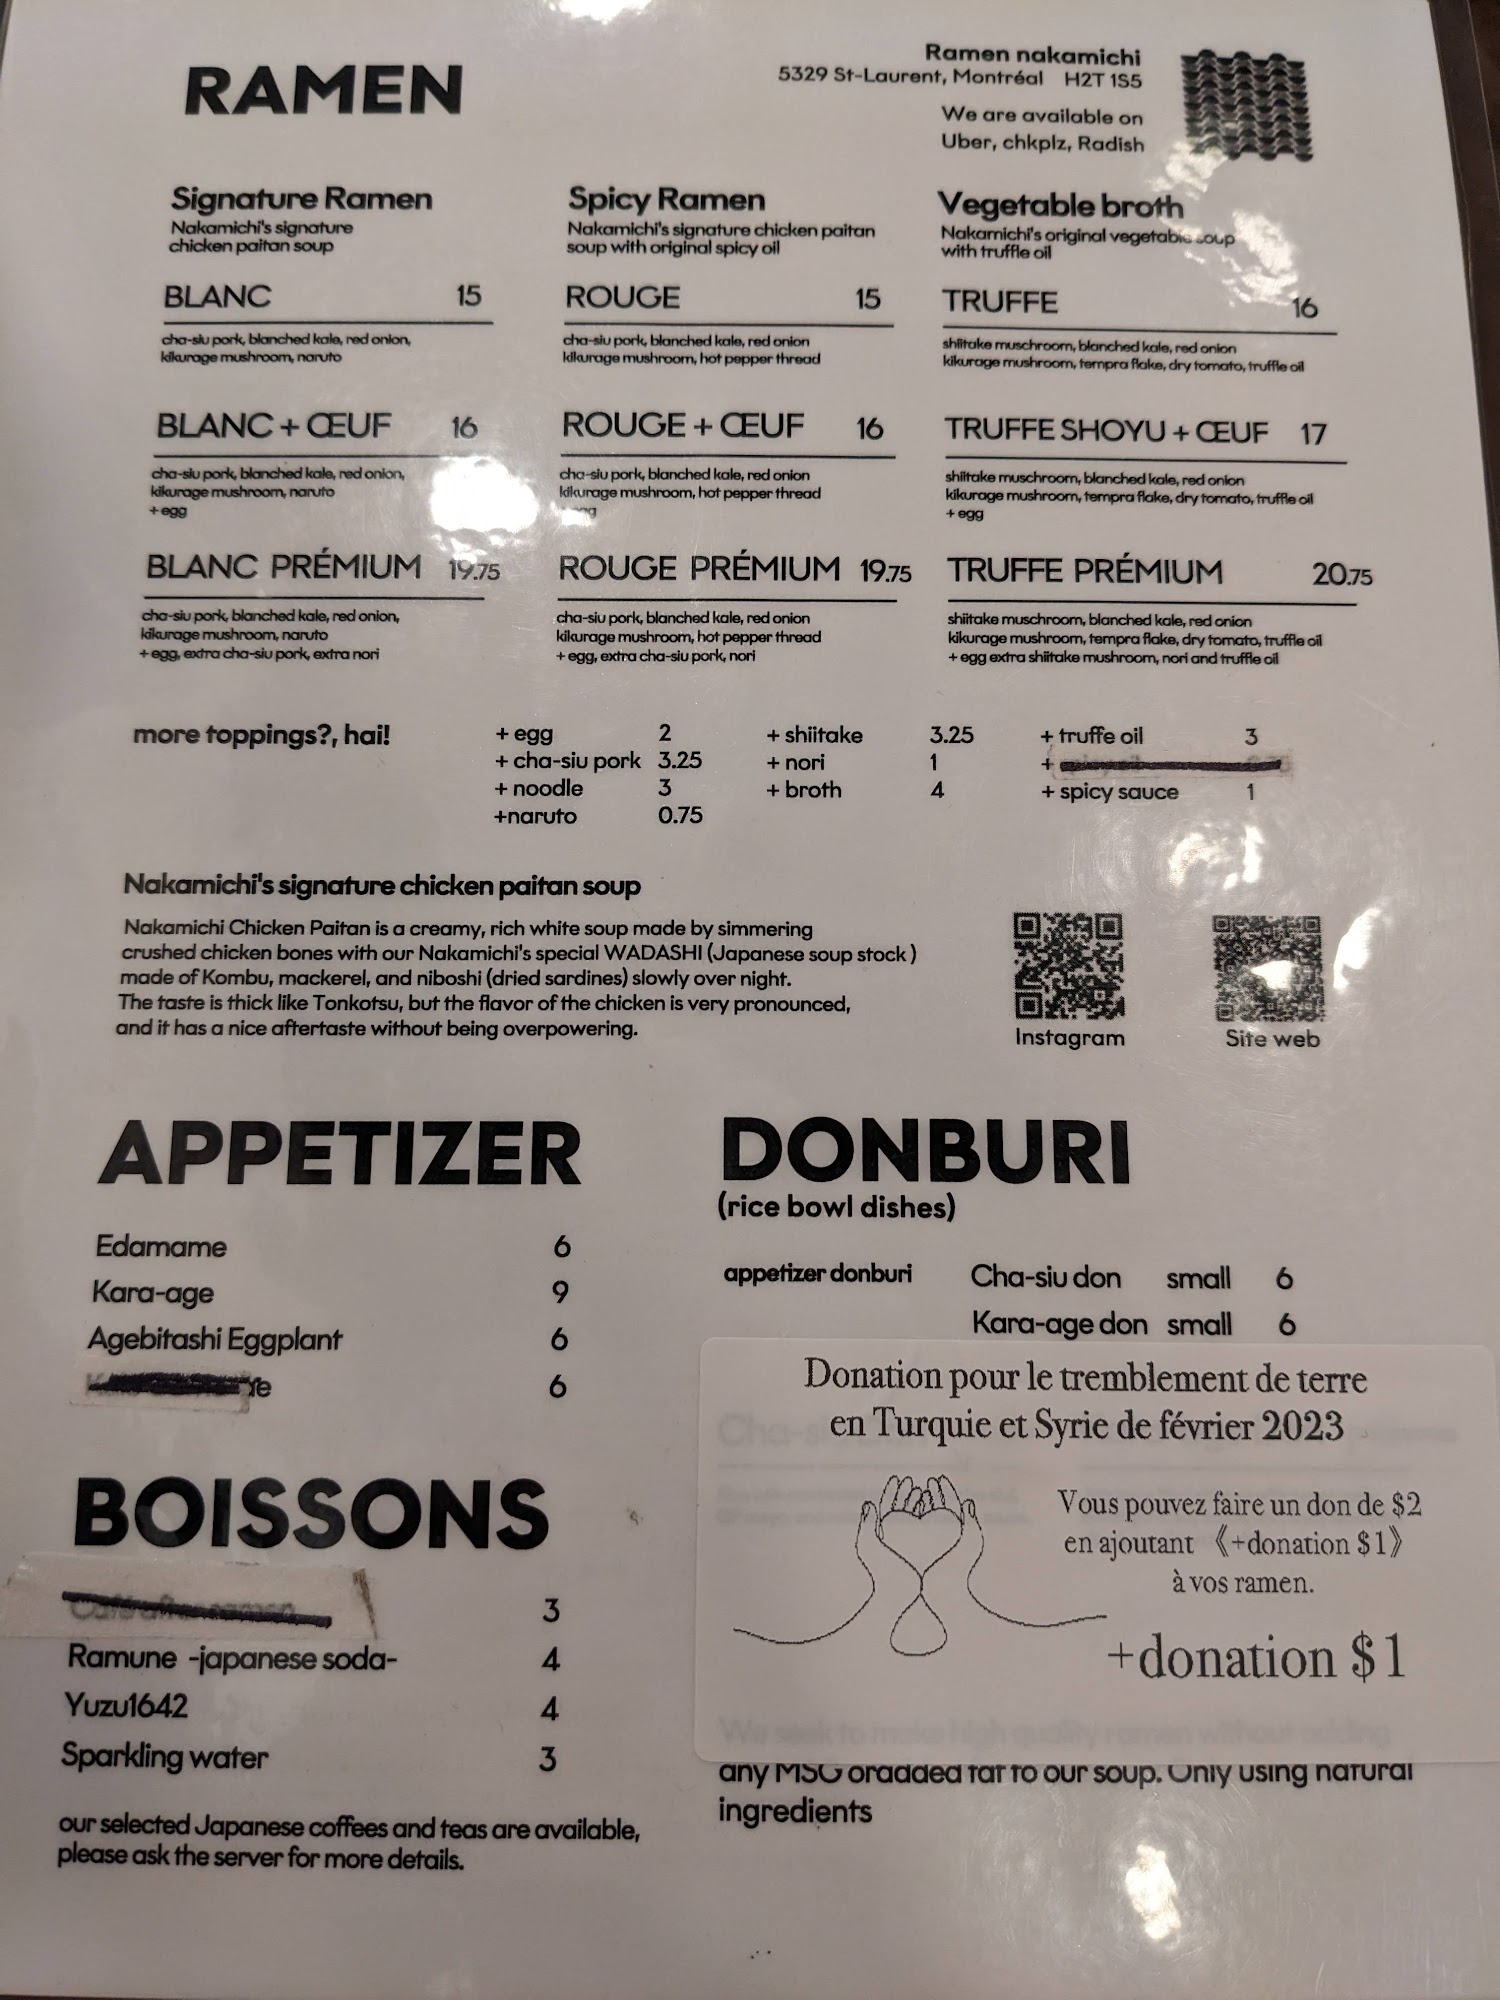 RAMEN
Ramen nakamichi
5329 St-Laurent, Montréal H2T 1S5
We are available on
Uber, chkplz, Radish
Signature Ramen
Nakamichi's signature
chicken paitan soup
BLANC 15
cha-siu pork, blanched kale, red onion,
kikurage mushroom, naruto
BLANC + ŒUF 16
cha-siu pork, blanched kale, red onion,
kikurage mushroom, naruto
+ egg
BLANC PRÉMIUM 19.75
cha-siu pork, blanched kale, red onion,
kikurage mushroom, naruto
+ egg, extra cha-siu pork, extra nori
Spicy Ramen
Nakamichi's signature chicken paitan
soup with original spicy oil
ROUGE 15
cha-siu pork, blanched kale, red onion
kikurage mushroom, hot pepper thread
ROUGE + ŒUF 16
cha-siu pork, blanched kale, red onion
kikurage mushroom, hot pepper thread
ROUGE PRÉMIUM 19.75
cha-siu pork, blanched kale, red onion
kikurage mushroom, hot pepper thread
+ egg, extra cha-siu pork, nori
Vegetable broth
Nakamichi's original vegetable soup
with truffle oil
TRUFFE 16
shiitake muschroom, blanched kale, red onion
kikurage mushroom, tempra flake, dry tomato, truffle oil
TRUFFE SHOYU + ŒUF 17
shiitake muschroom, blanched kale, red onion
kikurage mushroom, tempra flake, dry tomato, truffle oil
+ egg
TRUFFE PRÉMIUM 20.75
shiitake muschroom, blanched kale, red onion
kikurage mushroom, tempra flake, dry tomato, truffle oil
+ egg extra shiitake mushroom, nori and truffle oil
more toppings?, hai!
+ egg 2
+ cha-siu pork 3.25
+ noodle 3
+naruto 0.75
+ shiitake 3.25
+ nori 1
+ broth 4
+ truffe oil 3
+
+ spicy sauce 1
Nakamichi's signature chicken paitan soup
Nakamichi Chicken Paitan is a creamy, rich white soup made by simmering
crushed chicken bones with our Nakamichi's special WADASHI (Japanese soup stock )
made of Kombu, mackerel, and niboshi (dried sardines) slowly over night.
The taste is thick like Tonkotsu, but the flavor of the chicken is very pronounced,
and it has a nice aftertaste without being overpowering.
Instagram
Site web
APPETIZER
Edamame 6
Kara-age 9
Agebitashi Eggplant 6
6
BOISSONS
Café after ramen 3
Ramune -japanese soda- 4
Yuzu1642 4
Sparkling water 3
our selected Japanese coffees and teas are available,
please ask the server for more details.
DONBURI
(rice bowl dishes)
appetizer donburi
Cha-siu don small 6
Kara-age don small 6
Donation pour le tremblement de terre
en Turquie et Syrie de février 2023
Vous pouvez faire un don de $2
en ajoutant 《+donation $1》
à vos ramen.
+donation $1
We seek to make high quality ramen without adding
any MSG oradded fat to our soup. Only using natural
ingredients